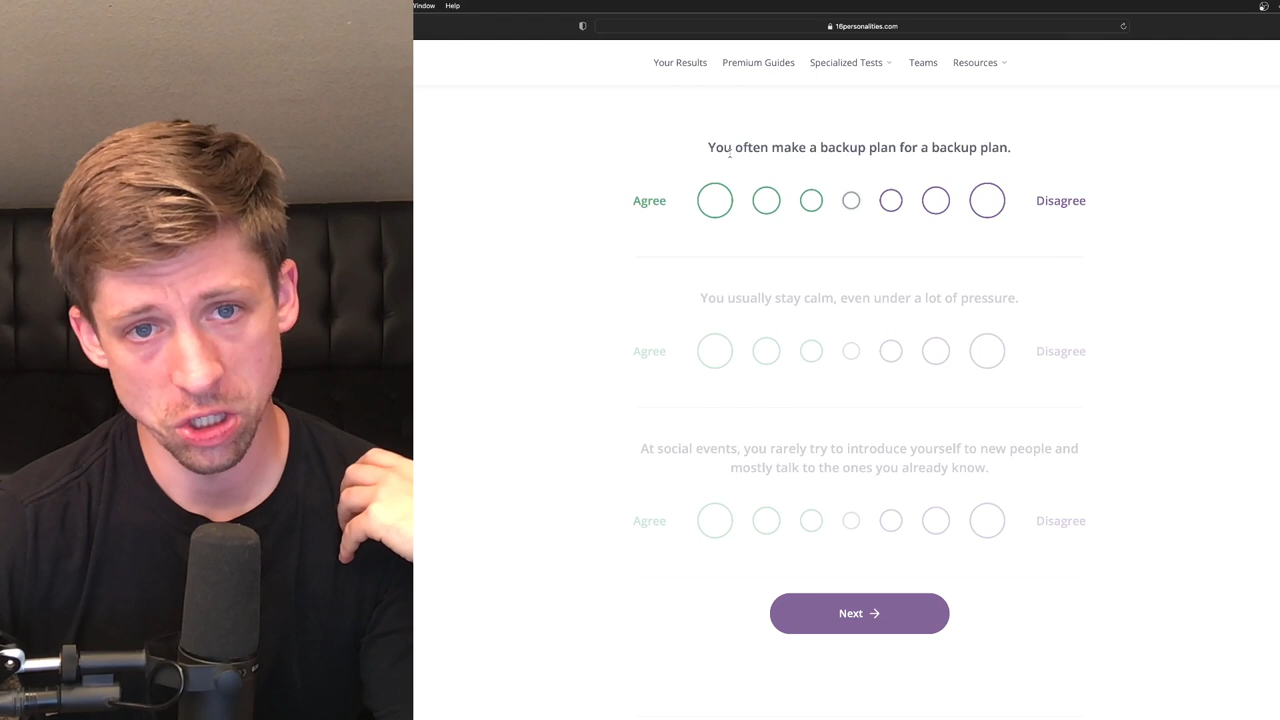 Window Help
16personalities.com
Your Results Premium Guides Specialized Tests Teams Resources
You often make a backup plan for a backup plan.
Agree Disagree
You usually stay calm, even under a lot of pressure.
Agree Disagree
At social events, you rarely try to introduce yourself to new people and
mostly talk to the ones you already know.
Agree Disagree
Next